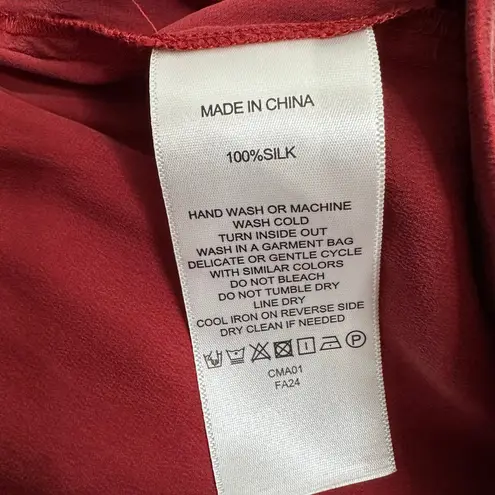 MADE IN CHINA
100%SILK
HAND WASH OR MACHINE
WASH COLD
TURN INSIDE OUT
WASH IN A GARMENT BAG
DELICATE OR GENTLE CYCLE
WITH SIMILAR COLORS
DO NOT BLEACH
DO NOT TUMBLE DRY
LINE DRY
COOL IRON ON REVERSE SIDE
DRY CLEAN IF NEEDED
P
CMA01
FA24